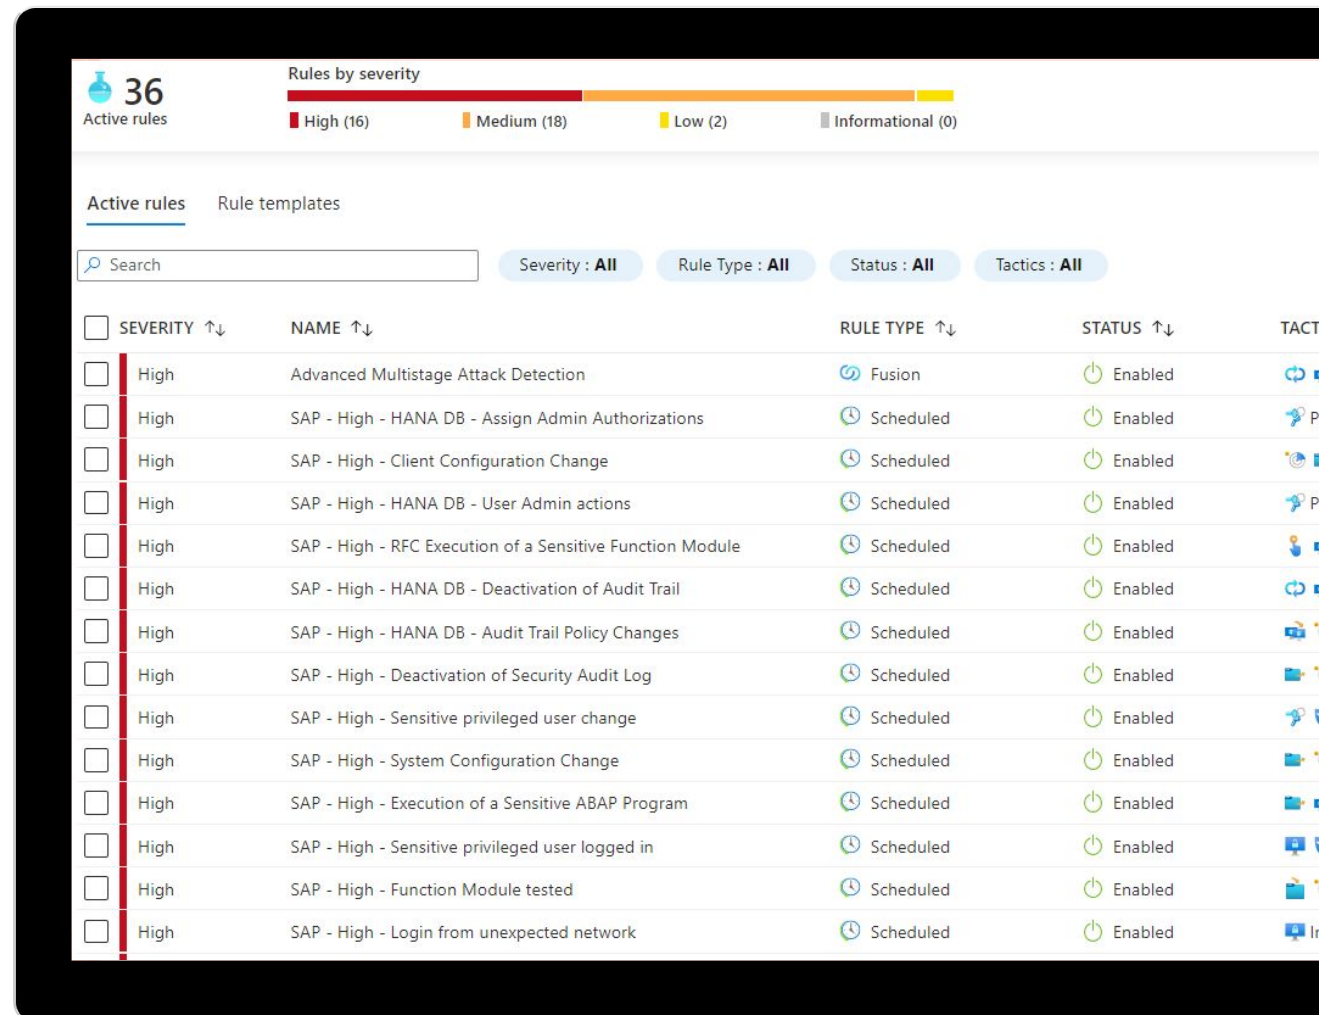 36
Active rules
Rules by severity
High (16) Medium (18) Low (2) Informational (0)
Active rules Rule templates
Search Severity : All Rule Type : All Status : All Tactics : All
SEVERITY NAME RULE TYPE STATUS
High Advanced Multistage Attack Detection Fusion Enabled
High SAP - High - HANA DB - Assign Admin Authorizations Scheduled Enabled
High SAP - High - Client Configuration Change Scheduled Enabled
High SAP - High - HANA DB - User Admin actions Scheduled Enabled
High SAP - High - RFC Execution of a Sensitive Function Module Scheduled Enabled
High SAP - High - HANA DB - Deactivation of Audit Trail Scheduled Enabled
High SAP - High - HANA DB - Audit Trail Policy Changes Scheduled Enabled
High SAP - High - Deactivation of Security Audit Log Scheduled Enabled
High SAP - High - Sensitive privileged user change Scheduled Enabled
High SAP - High - System Configuration Change Scheduled Enabled
High SAP - High - Execution of a Sensitive ABAP Program Scheduled Enabled
High SAP - High - Sensitive privileged user logged in Scheduled Enabled
High SAP - High - Function Module tested Scheduled Enabled
High SAP - High - Login from unexpected network Scheduled Enabled